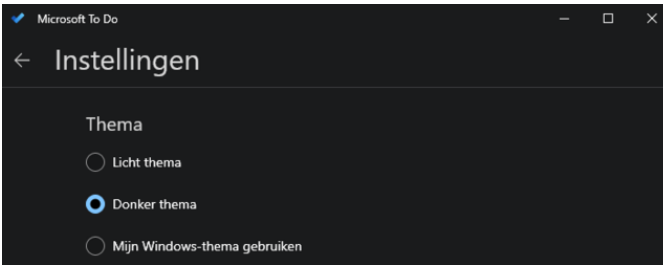 Microsoft To Do
Instellingen
Thema
Licht thema
Donker thema
Mijn Windows-thema gebruiken